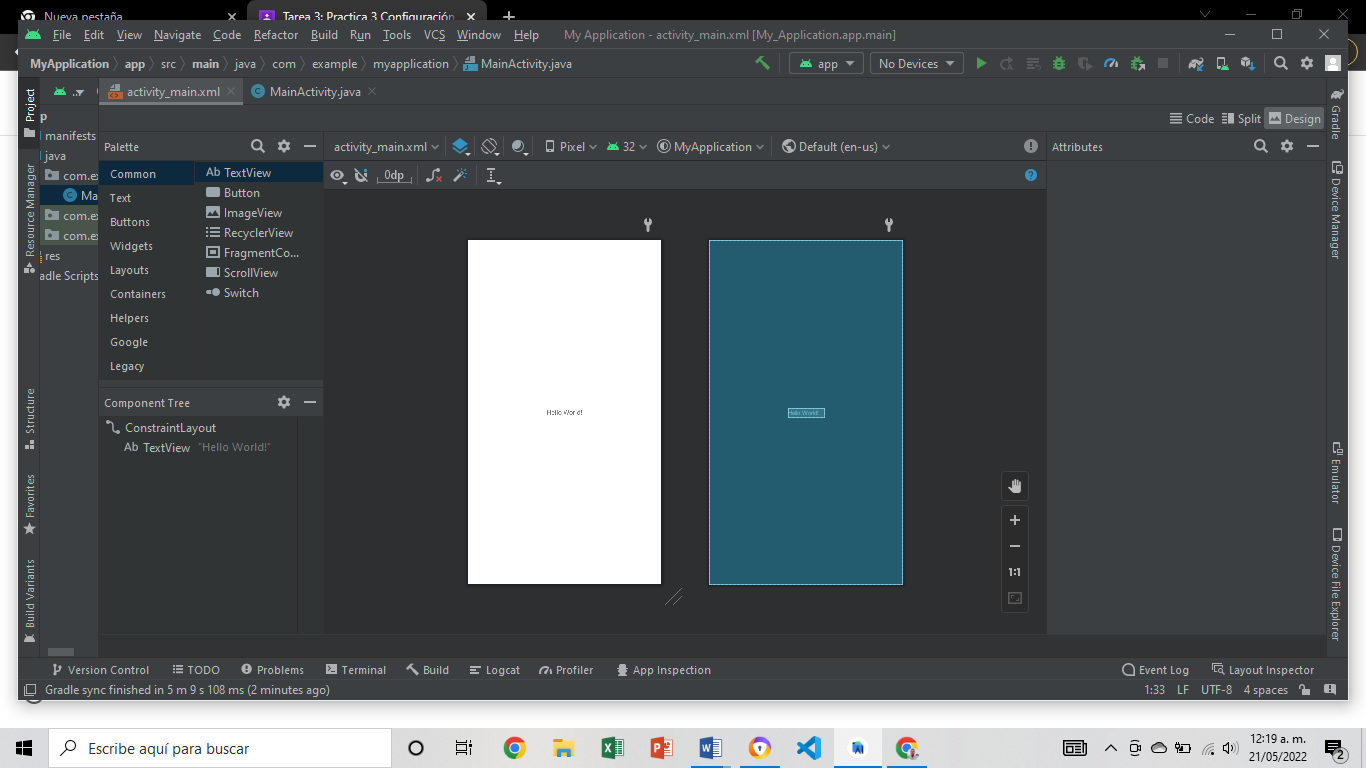 Nueva pestaña
Tarea 3: Practica 3 Configuración
File Edit View Navigate Code Refactor Build Run Tools VCS Window Help My Application - activity_main.xml [My_Application.app.main]
MyApplication app src main java com example myapplication MainActivity.java app No Devices
activity_main.xml MainActivity.java
Code Split Design
Project
Resource Manager
Structure
Favorites
Build Variants
p
manifests
java
com.ex
Ma
com.ex
com.ex
res
adle Scripts
Palette
Common
Text
Buttons
Widgets
Layouts
Containers
Helpers
Google
Legacy
Ab TextView
Button
ImageView
RecyclerView
FragmentCo...
ScrollView
Switch
Component Tree
ConstraintLayout
Ab TextView "Hello World!"
activity_main.xml Pixel 32 MyApplication Default (en-us)
0dp
Hello World!
Hello World!
1:1
Attributes
Gradle
Device Manager
Emulator
Device File Explorer
Version Control TODO Problems Terminal Build Logcat Profiler App Inspection Event Log Layout Inspector
Gradle sync finished in 5 m 9 s 108 ms (2 minutes ago) 1:33 LF UTF-8 4 spaces
Escribe aquí para buscar
12:19 a. m.
21/05/2022
2